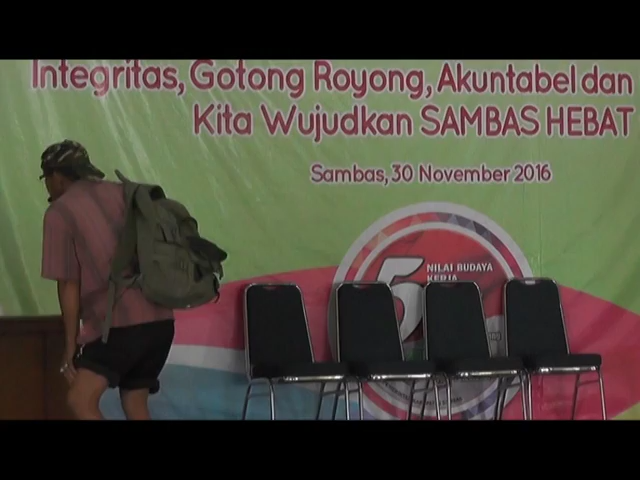 Integritas, Gotong Royong, Akuntabel dan
Kita Wujudkan SAMBAS HEBAT
Sambas, 30 November 2016
5
NILAI BUDAYA
KERJA